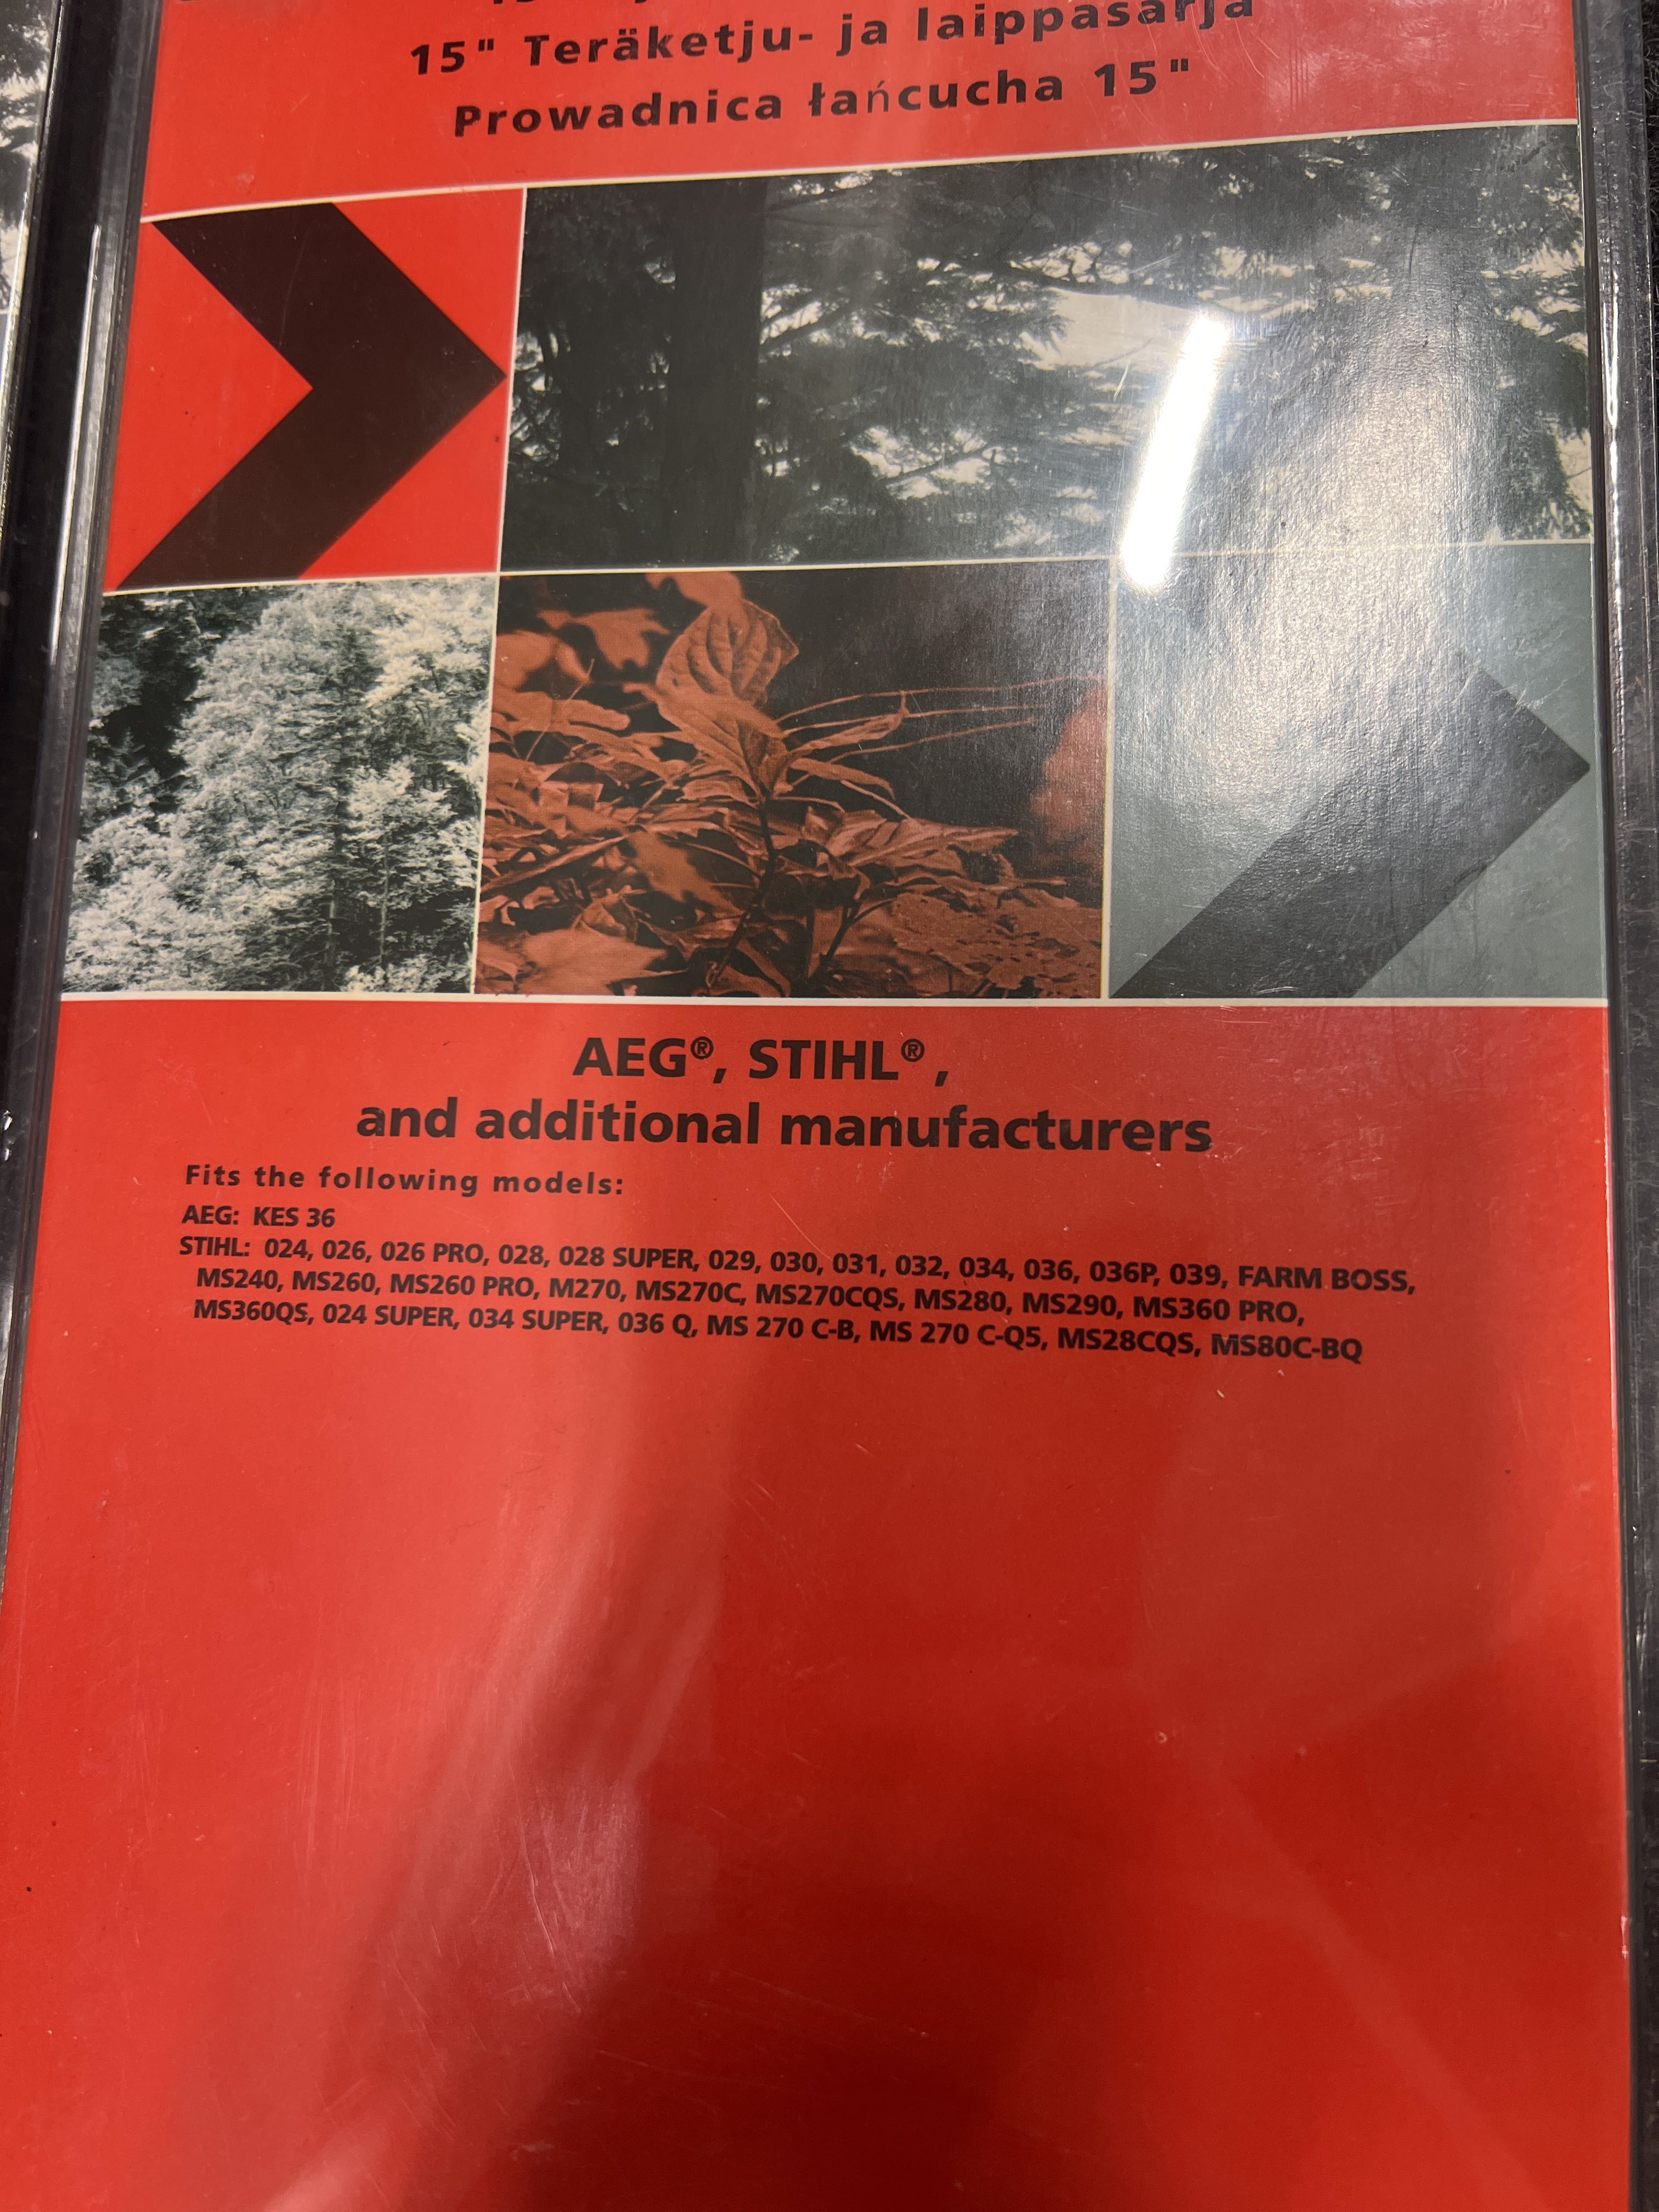 15" Teräketju- ja laippasarja
Prowadnica łańcucha 15"
AEG®, STIHL®,
and additional manufacturers
Fits the following models:
AEG: KES 36
STIHL: 024, 026, 026 PRO, 028, 028 SUPER, 029, 030, 031, 032, 034, 036, 036P, 039, FARM BOSS,
MS240, MS260, MS260 PRO, M270, MS270C, MS270CQS, MS280, MS290, MS360 PRO,
MS360QS, 024 SUPER, 034 SUPER, 036 Q, MS 270 C-B, MS 270 C-Q5, MS28CQS, MS80C-BQ